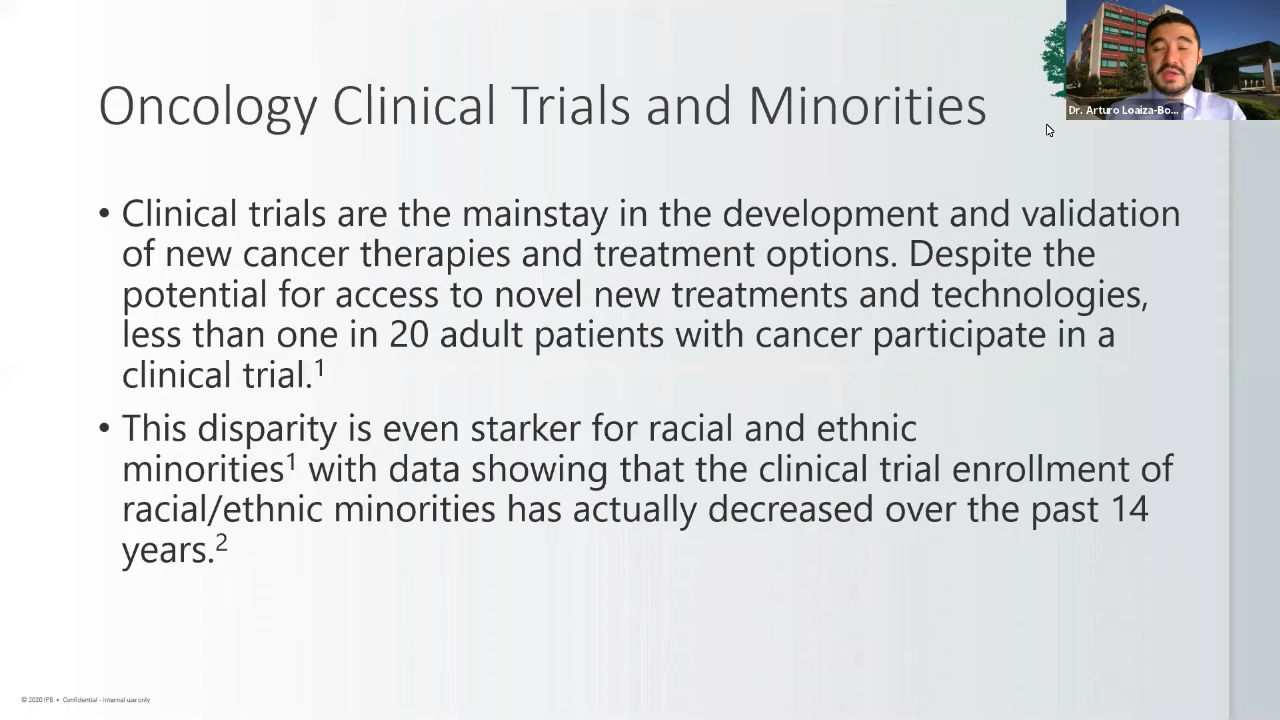 Oncology Clinical Trials and Minorities
Dr. Arturo Loaiza-Bo...
• Clinical trials are the mainstay in the development and validation
of new cancer therapies and treatment options. Despite the
potential for access to novel new treatments and technologies,
less than one in 20 adult patients with cancer participate in a
clinical trial.¹
• This disparity is even starker for racial and ethnic
minorities¹ with data showing that the clinical trial enrollment of
racial/ethnic minorities has actually decreased over the past 14
years.²
© 2020 IPB • Confidential - internal use only